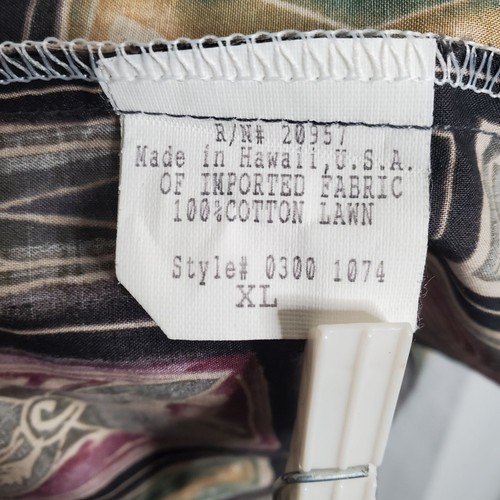 R/N# 20957
Made in Hawaii,U.S.A.
OF IMPORTED FABRIC
100%COTTON LAWN
Style# 0300 1074
XL